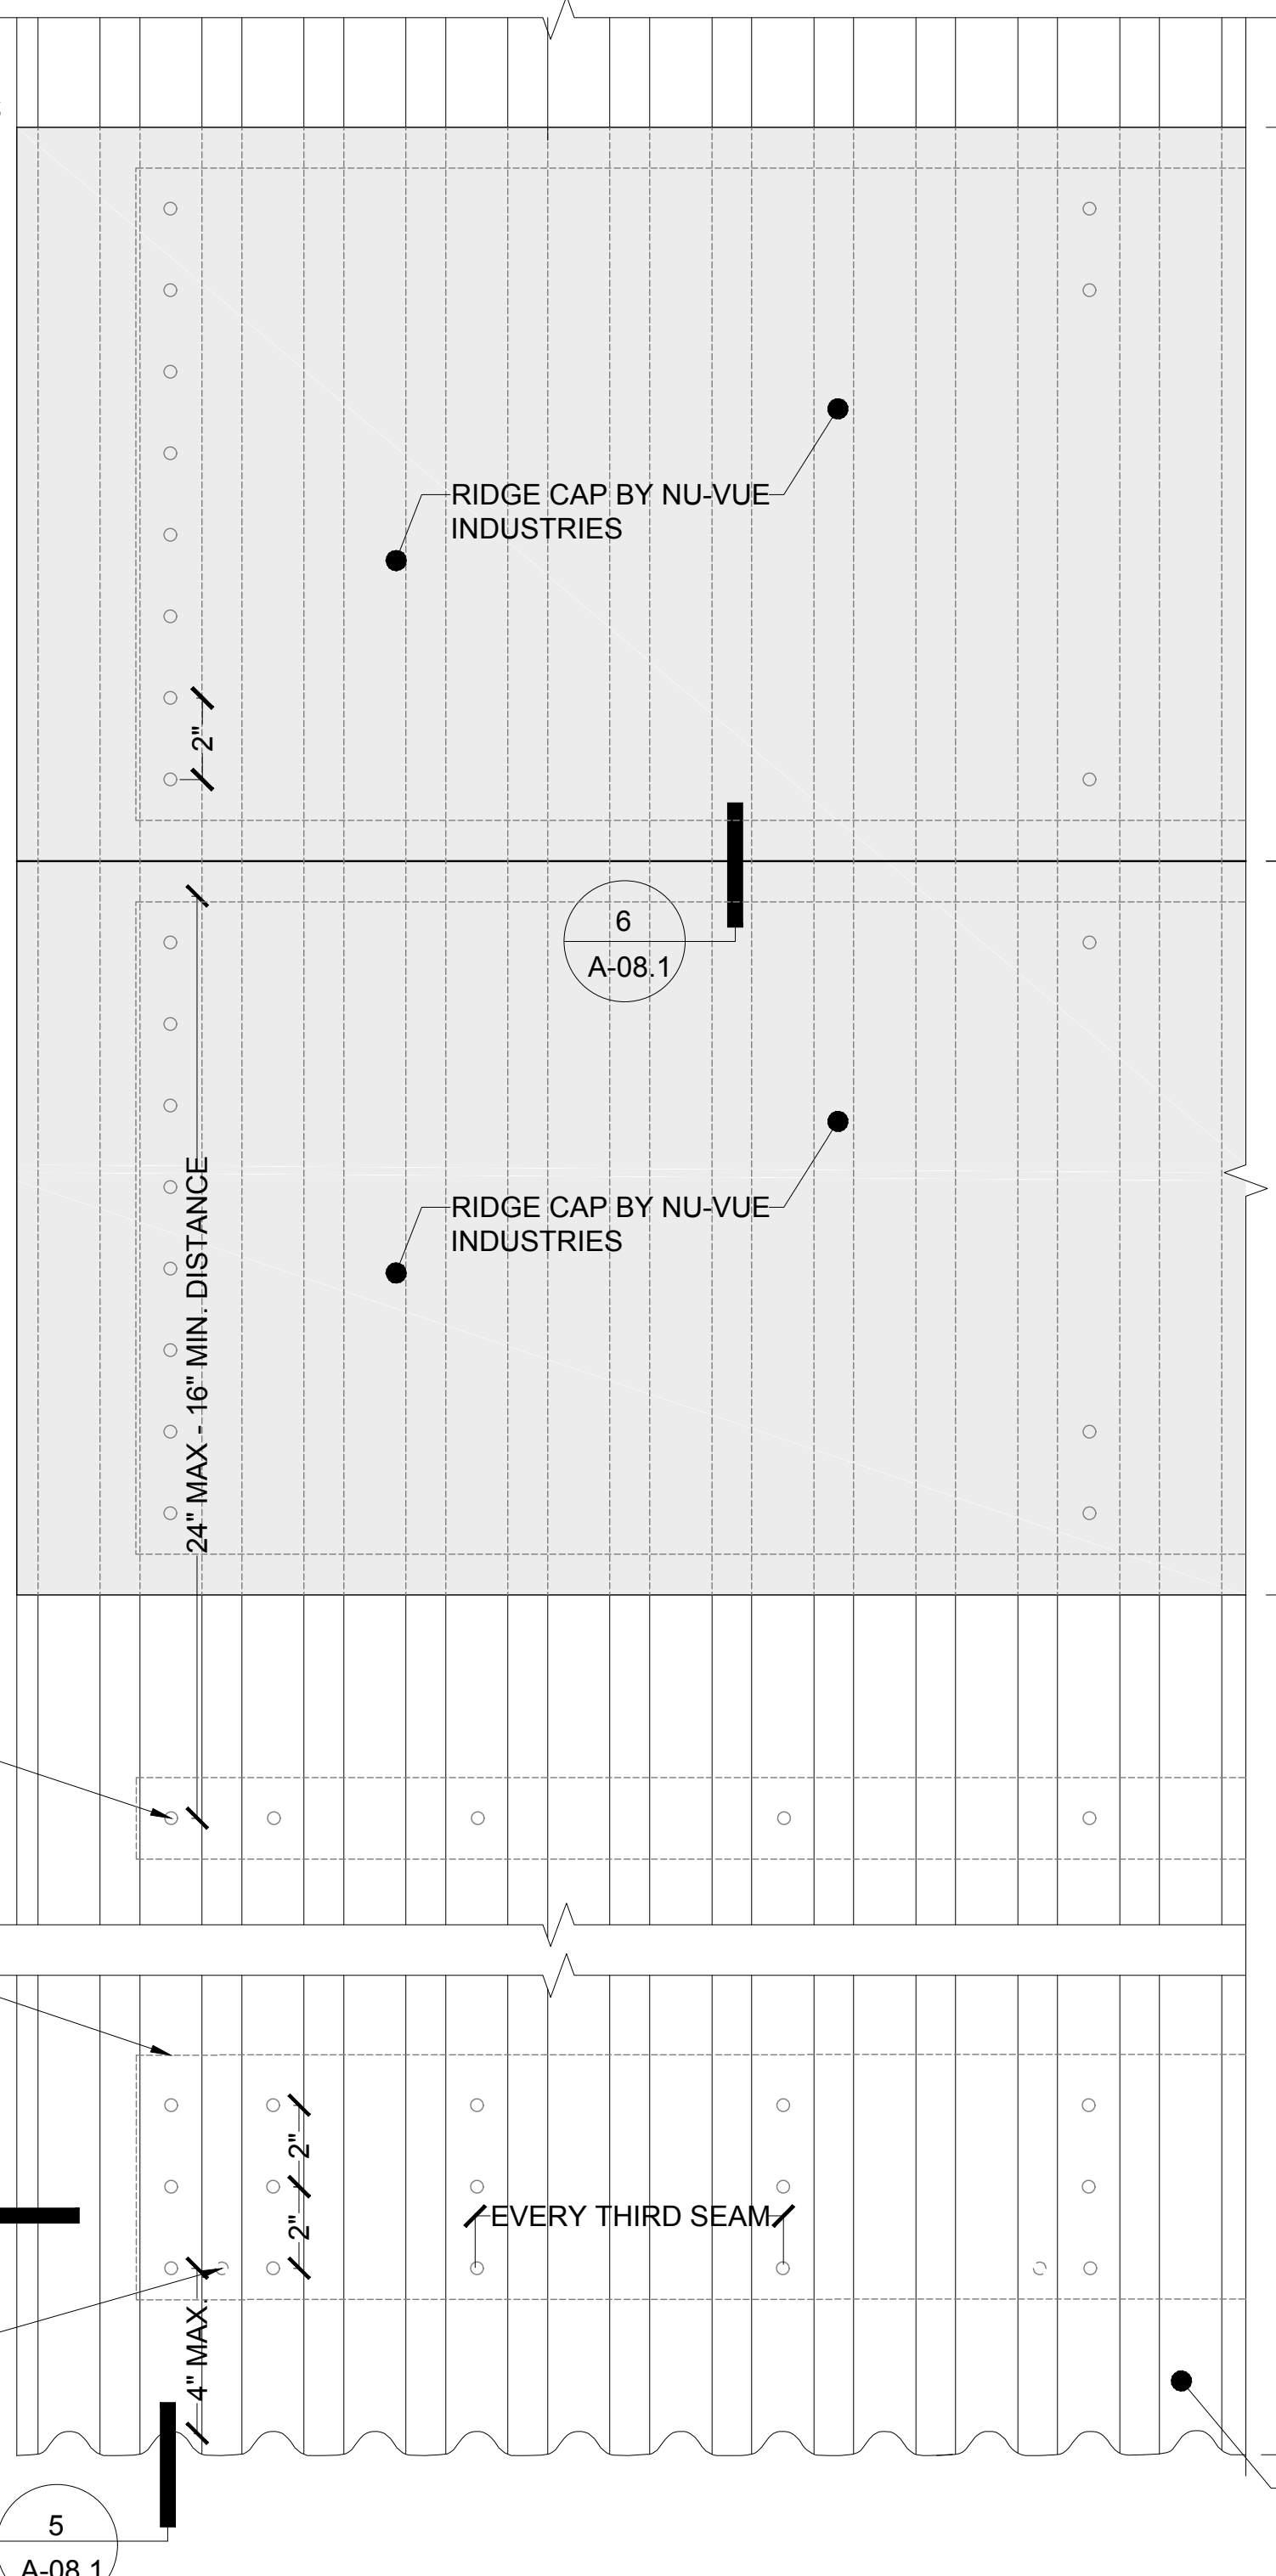 RIDGE CAP BY NU-VUE
INDUSTRIES
2"
6
A-08.1
RIDGE CAP BY NU-VUE
INDUSTRIES
24" MAX - 16" MIN. DISTANCE
2"
2"
EVERY THIRD SEAM
4" MAX.
5
A-08.1